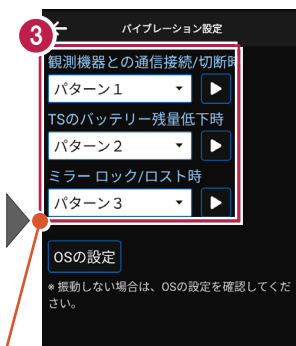 3
バイブレーション設定
観測機器との通信接続/切断時
パターン1
TSのバッテリー残量低下時
パターン2
ミラー ロック/ロスト時
パターン3
OSの設定
※ 振動しない場合は、OSの設定を確認してくだ
さい。